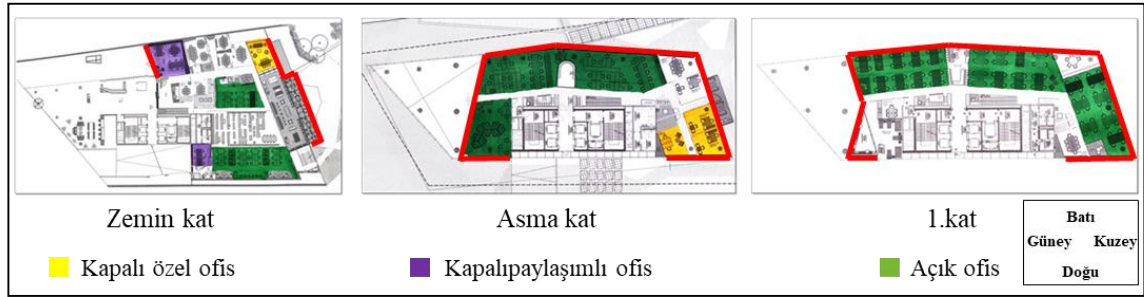 Zemin kat
Asma kat
1.kat
Batı
Güney Kuzey
Doğu
Kapalı özel ofis
Kapalıpaylaşımlı ofis
Açık ofis